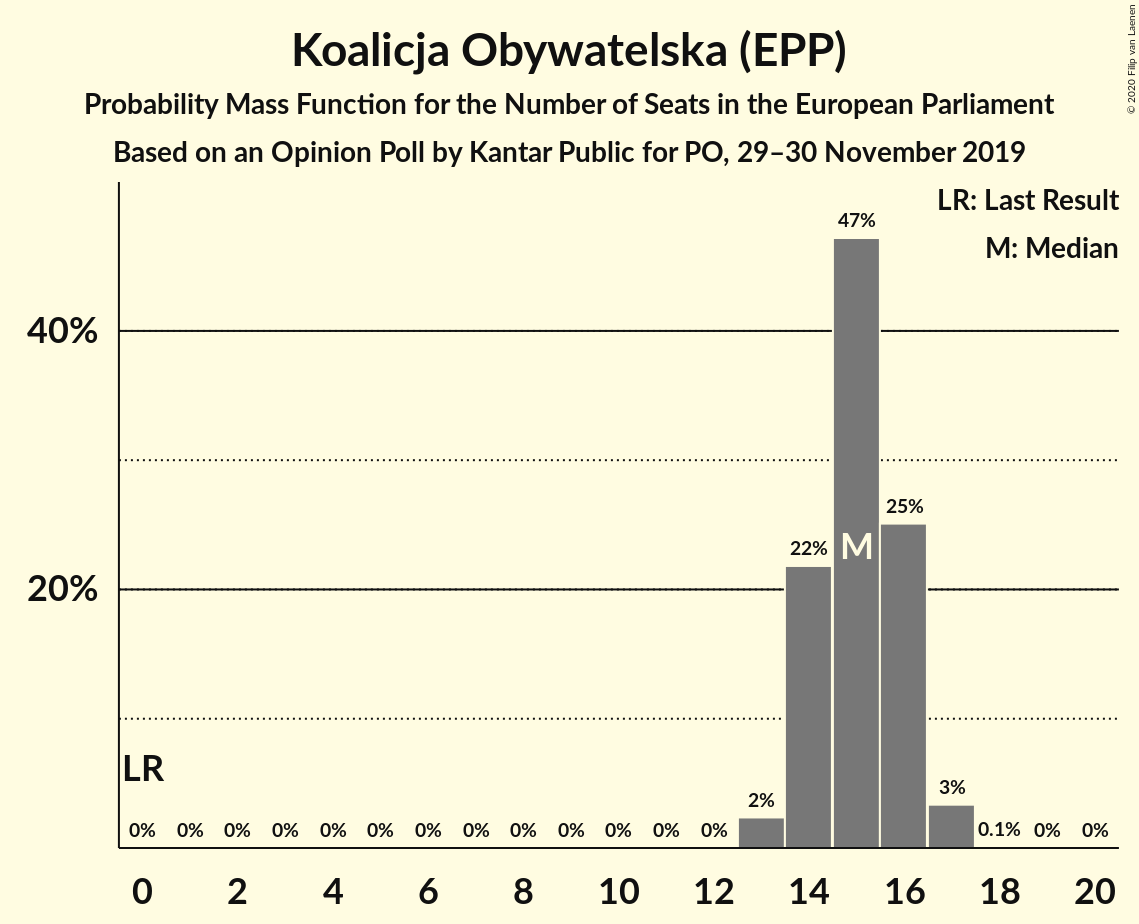 Koalicja Obywatelska (EPP)
Probability Mass Function for the Number of Seats in the European Parliament
Based on an Opinion Poll by Kantar Public for PO, 29–30 November 2019
© 2020 Filip van Laenen
LR: Last Result
M: Median
47%
40%
25%
22%
M
20%
LR
3%
2%
0% 0% 0% 0% 0% 0% 0% 0% 0% 0% 0% 0% 0% 0.1% 0% 0%
0 2 4 6 8 10 12 14 16 18 20